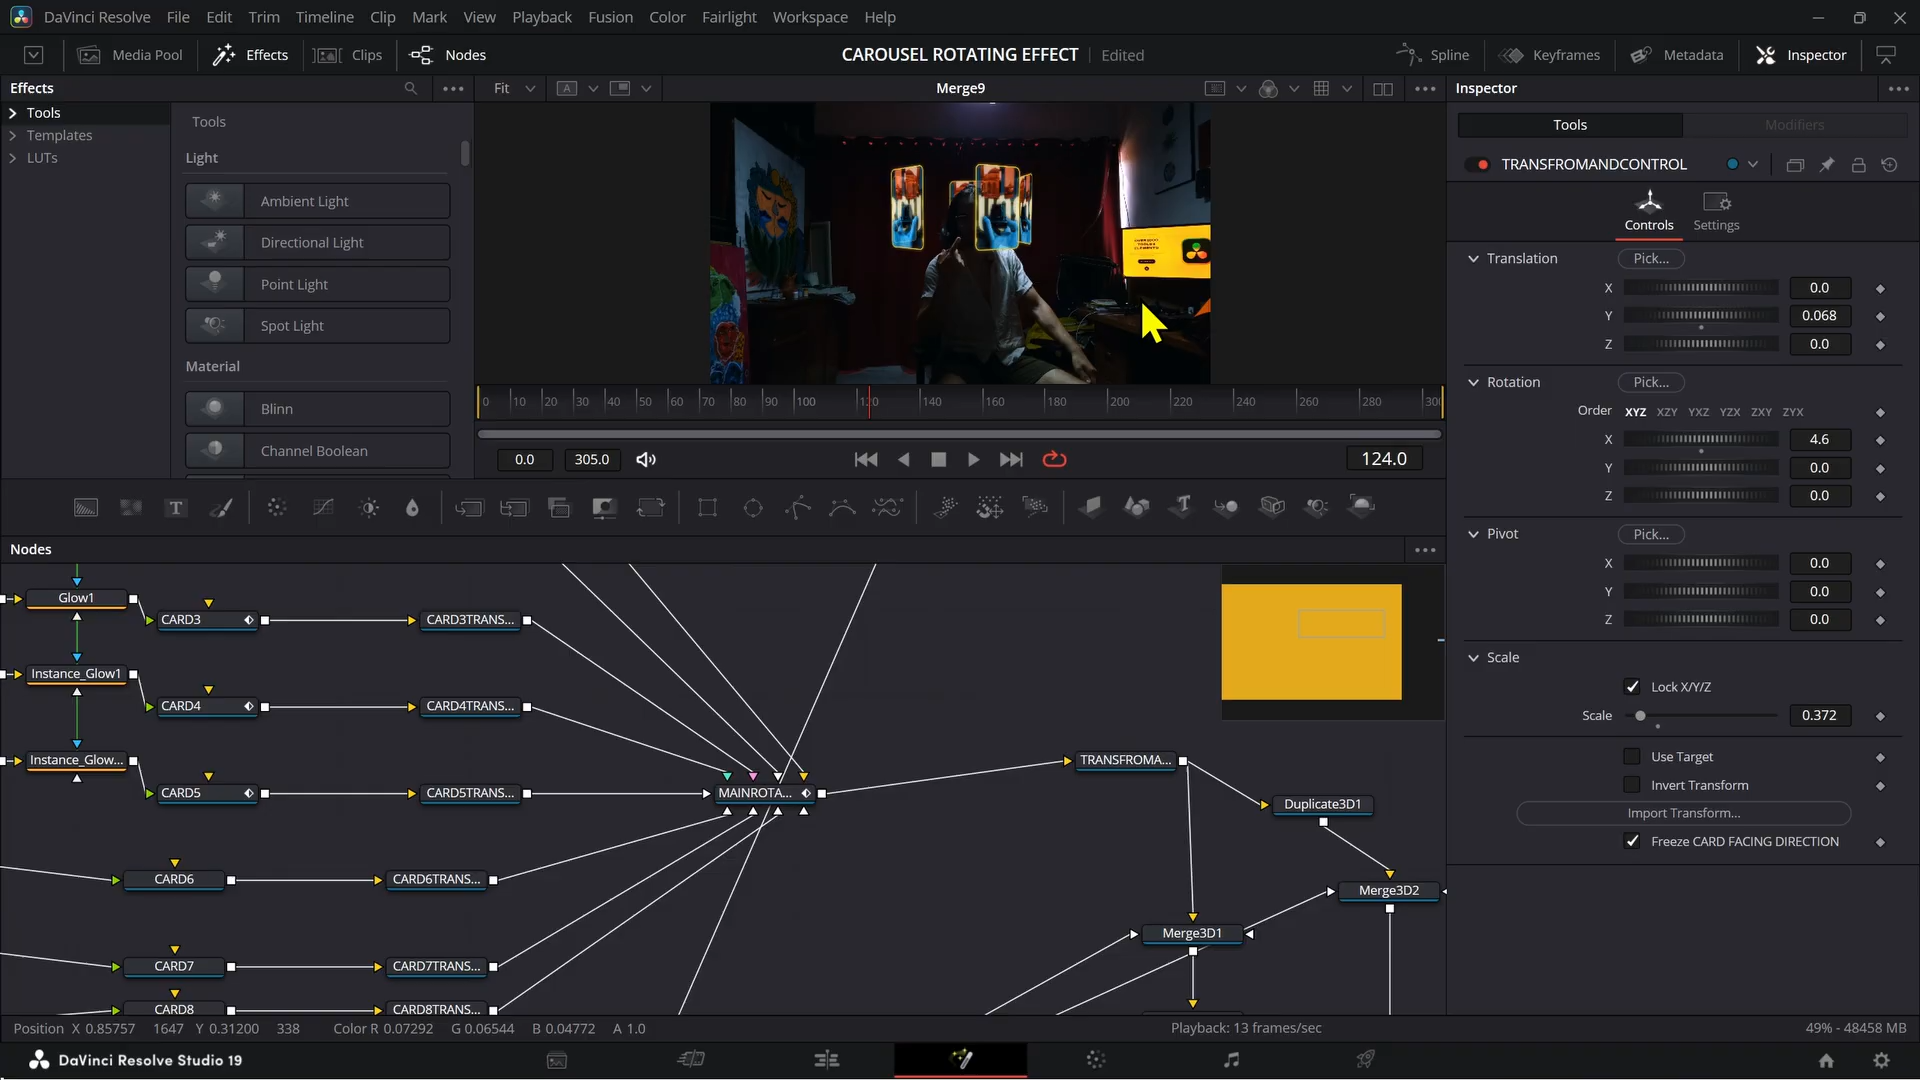 DaVinci Resolve File Edit Trim Timeline Clip Mark View Playback Fusion Color Fairlight Workspace Help
Media Pool Effects Clips Nodes CAROUSEL ROTATING EFFECT Edited Spline Keyframes Metadata Inspector
Effects Fit A Merge9 Inspector
Tools
Templates
LUTs
Tools
Light
Ambient Light
Directional Light
Point Light
Spot Light
Material
Blinn
Channel Boolean
0 10 20 30 40 50 60 70 80 90 100 140 160 180 200 220 240 260 280
0.0 305.0 124.0
Tools Modifiers
TRANSFROMANDCONTROL
Controls Settings
Translation Pick...
X 0.0
Y 0.068
Z 0.0
Rotation Pick...
Order XYZ XZY YXZ YZX ZXY ZYX
X 4.6
Y 0.0
Z 0.0
Pivot Pick...
X 0.0
Y 0.0
Z 0.0
Scale
Lock X/Y/Z
Scale 0.372
Use Target
Invert Transform
Import Transform...
Freeze CARD FACING DIRECTION
Nodes
Glow1 CARD3 CARD3TRANS...
Instance_Glow1 CARD4 CARD4TRANS...
Instance_Glow... CARD5 CARD5TRANS... MAINROTA... TRANSFROMA...
Duplicate3D1
CARD6 CARD6TRANS... Merge3D2
Merge3D1
CARD7 CARD7TRANS...
CARD8 CARD8TRANS...
Position X 0.85757 1647 Y 0.31200 338 Color R 0.07292 G 0.06544 B 0.04772 A 1.0 Playback: 13 frames/sec 49% - 48458 MB
DaVinci Resolve Studio 19